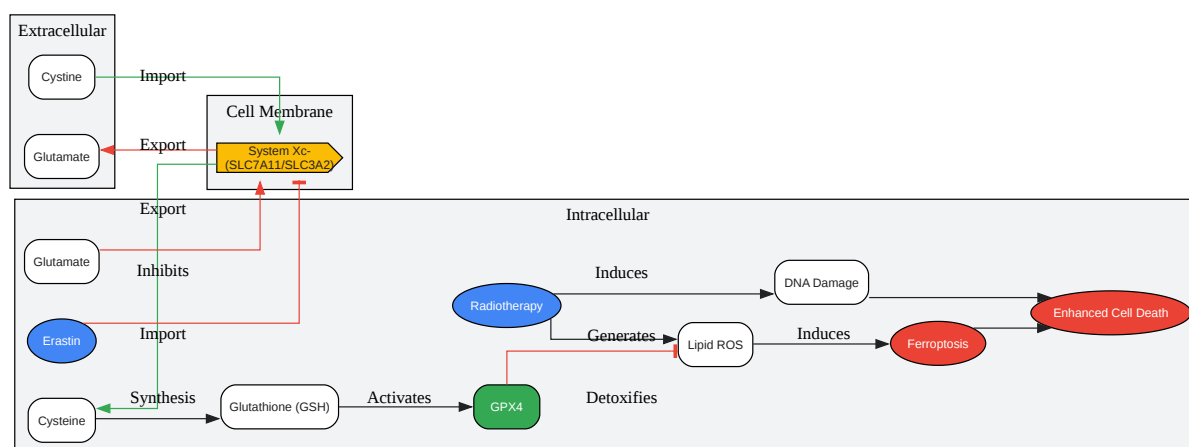 Extracellular
Cystine
Import
Cell Membrane
Glutamate
Export
System Xc-
(SLC7A11/SLC3A2)
Export
Intracellular
Glutamate
Inhibits
Induces
DNA Damage
Radiotherapy
Enhanced Cell Death
Erastin
Import
Generates
Lipid ROS
Induces
Ferroptosis
Synthesis
Activates
Detoxifies
Cysteine
Glutathione (GSH)
GPX4